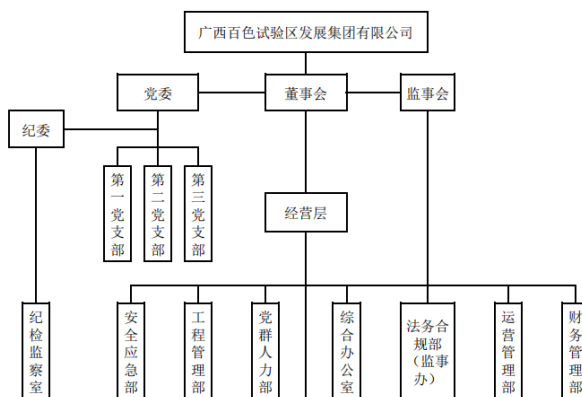 广西百色试验区发展集团有限公司
党委
董事会
监事会
纪委
第一党支部
第二党支部
第三党支部
经营层
纪检监察室
安全应急部
工程管理部
党群人力部
综合办公室
法务合
规部
（监事
办）
运营管理部
财务管理部